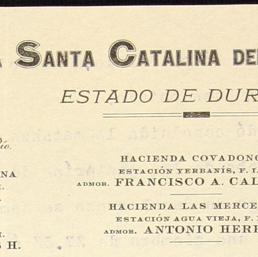 SANTA CATALINA DE
ESTADO DE DUR
HACIENDA COVADONG
ESTACIÓN YERBANÍS, F. I.
ADMOR. FRANCISCO A. CAL
HACIENDA LAS MERCE
ESTACIÓN AGUA VIEJA, F.
ADMOR. ANTONIO HERR